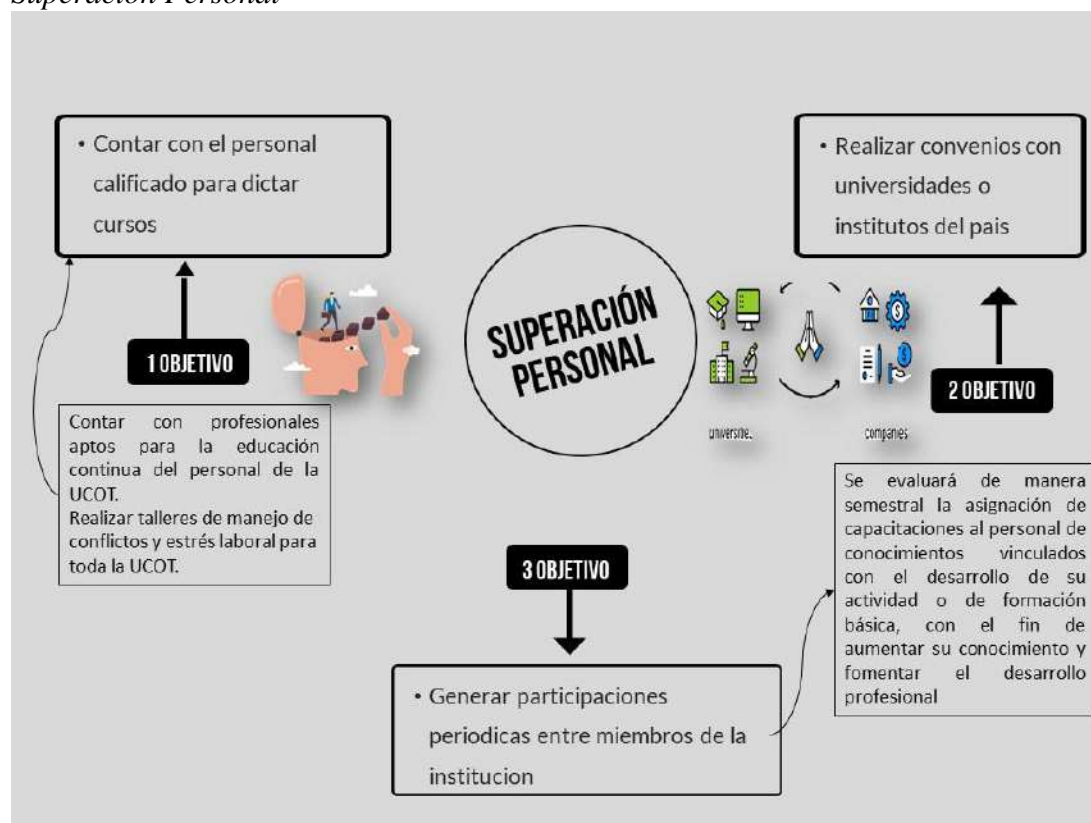 Superación Personal
• Contar con el personal
calificado para dictar
cursos
1 OBJETIVO
Contar con profesionales
aptos para la educación
continua del personal de la
UCOT.
Realizar talleres de manejo de
conflictos y estrés laboral para
toda la UCOT.
SUPERACIÓN
PERSONAL
universitie..
companies
• Realizar convenios con
universidades o
institutos del pais
2 OBJETIVO
Se evaluará de manera
semestral la asignación de
capacitaciones al personal de
conocimientos vinculados
con el desarrollo de su
actividad o de formación
básica, con el fin de
aumentar su conocimiento y
fomentar el desarrollo
profesional
3 OBJETIVO
• Generar participaciones
periodicas entre miembros de la
institucion